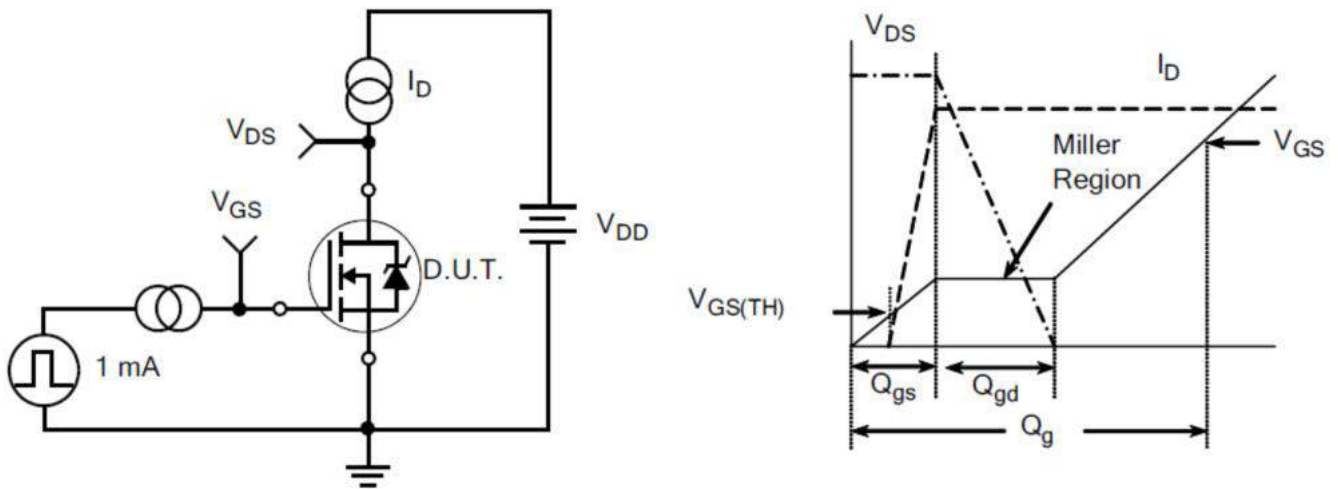 I_D
V_DS
V_GS
V_DD
D.U.T.
1 mA
V_DS
I_D
Miller
Region
V_GS
V_GS(TH)
Q_gs
Q_gd
Q_g